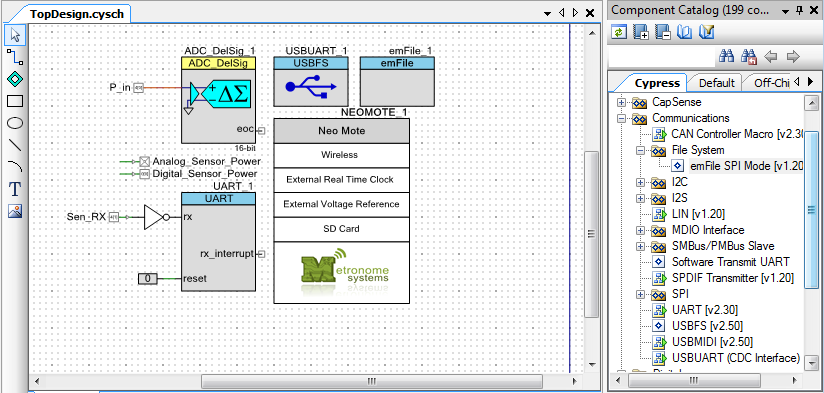 TopDesign.cysch
ADC_DelSig_1
ADC_DelSig
P_in
ΔΣ
eoc
16-bit
USBUART_1
USBFS
emFile_1
emFile
NEOMOTE_1
Neo Mote
Wireless
External Real Time Clock
External Voltage Reference
SD Card
Metronome
systems
Analog_Sensor_Power
Digital_Sensor_Power
UART_1
UART
Sen_RX
rx
rx_interrupt
0
reset
T
Component Catalog (199 co...
Cypress
Default
Off-Chi
CapSense
Communications
CAN Controller Macro [v2.30
File System
emFile SPI Mode [v1.20
I2C
I2S
LIN [v1.20]
MDIO Interface
SMBus/PMBus Slave
Software Transmit UART
SPDIF Transmitter [v1.20]
SPI
UART [v2.30]
USBFS [v2.50]
USBMIDI [v2.50]
USBUART (CDC Interface)